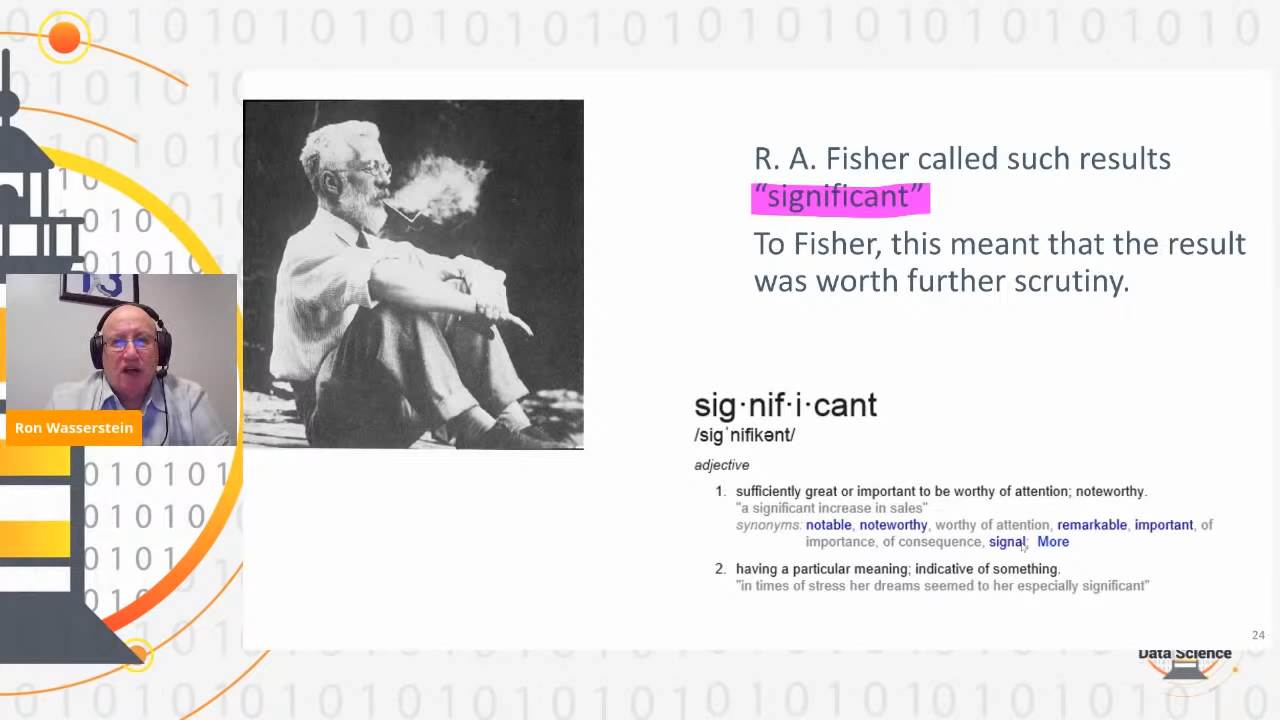 R. A. Fisher called such results
“significant”
To Fisher, this meant that the result
was worth further scrutiny.
13
Ron Wasserstein
sig·nif·i·cant
/sigˈnifikənt/
adjective
1. sufficiently great or important to be worthy of attention; noteworthy.
"a significant increase in sales"
synonyms: notable, noteworthy, worthy of attention, remarkable, important, of
importance, of consequence, signal; More
2. having a particular meaning; indicative of something.
"in times of stress her dreams seemed to her especially significant"
24
Data Science